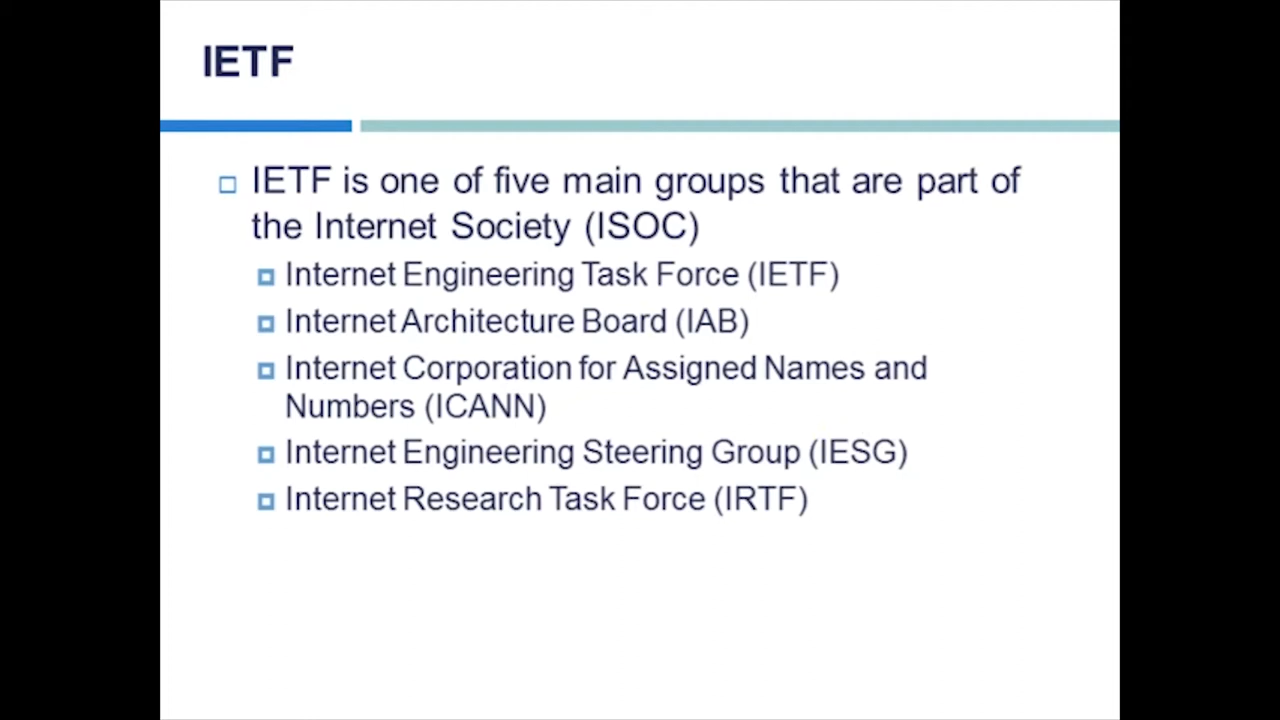 IETF
IETF is one of five main groups that are part of
the Internet Society (ISOC)
Internet Engineering Task Force (IETF)
Internet Architecture Board (IAB)
Internet Corporation for Assigned Names and
Numbers (ICANN)
Internet Engineering Steering Group (IESG)
Internet Research Task Force (IRTF)